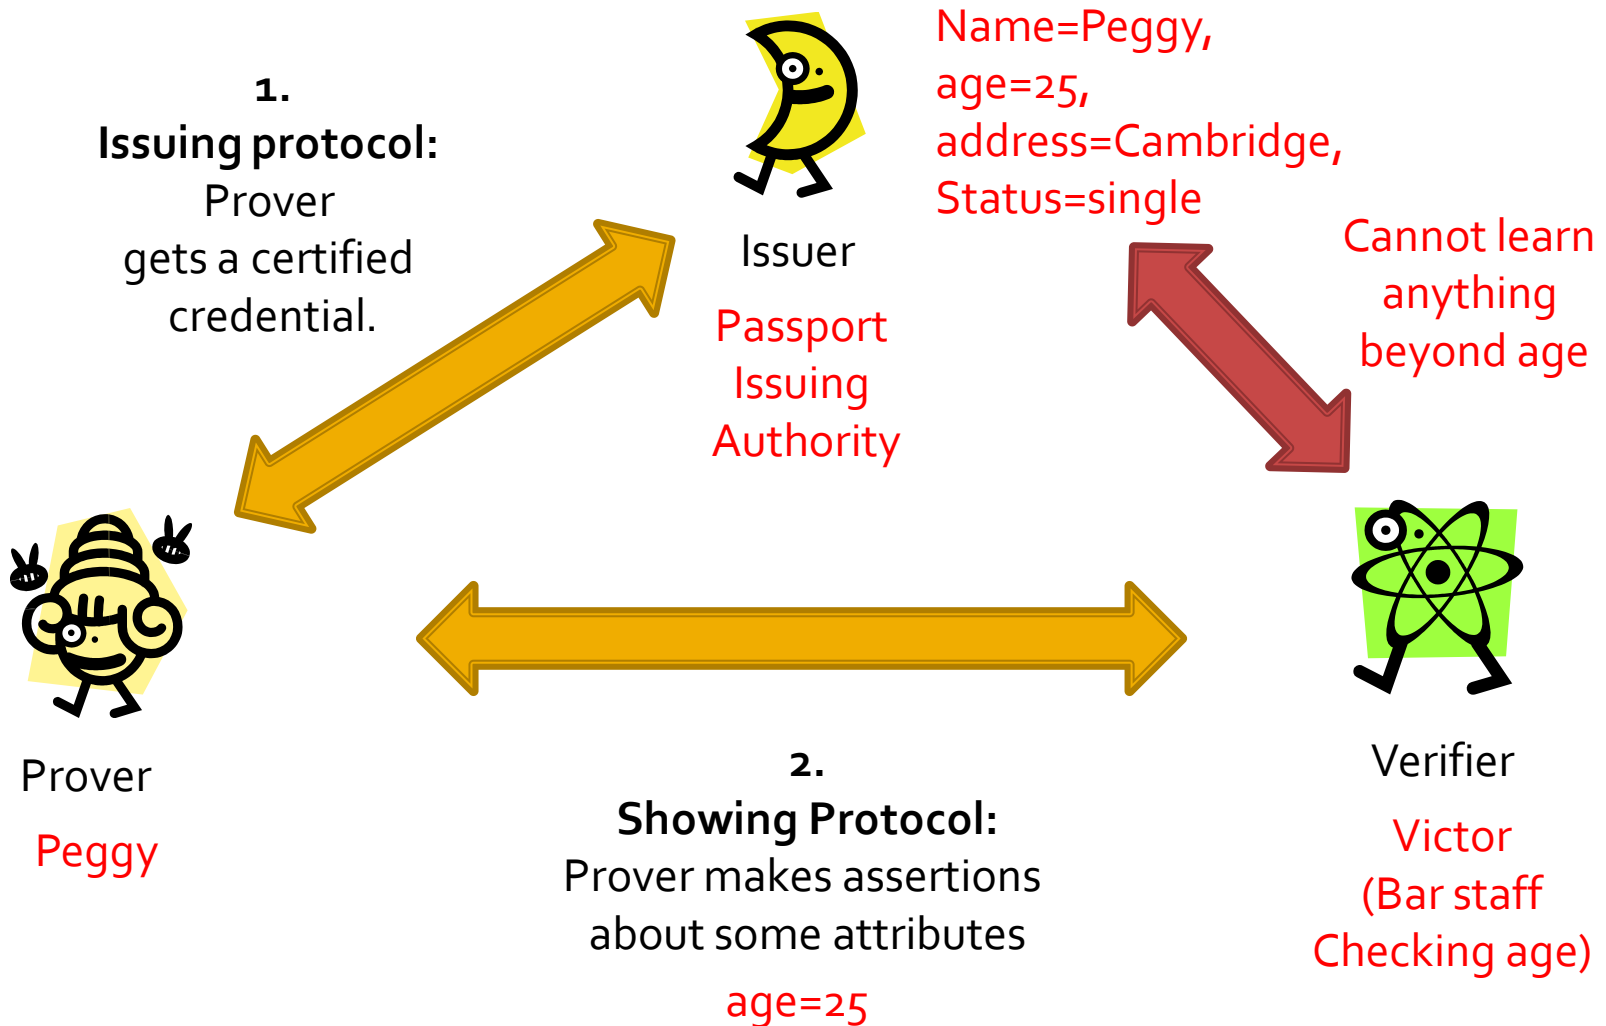 1.
Issuing protocol:
Prover
gets a certified
credential.
Issuer
Passport
Issuing
Authority
Name=Peggy,
age=25,
address=Cambridge,
Status=single
Cannot learn
anything
beyond age
Prover
Peggy
2.
Showing Protocol:
Prover makes assertions
about some attributes
age=25
Verifier
Victor
(Bar staff
Checking age)